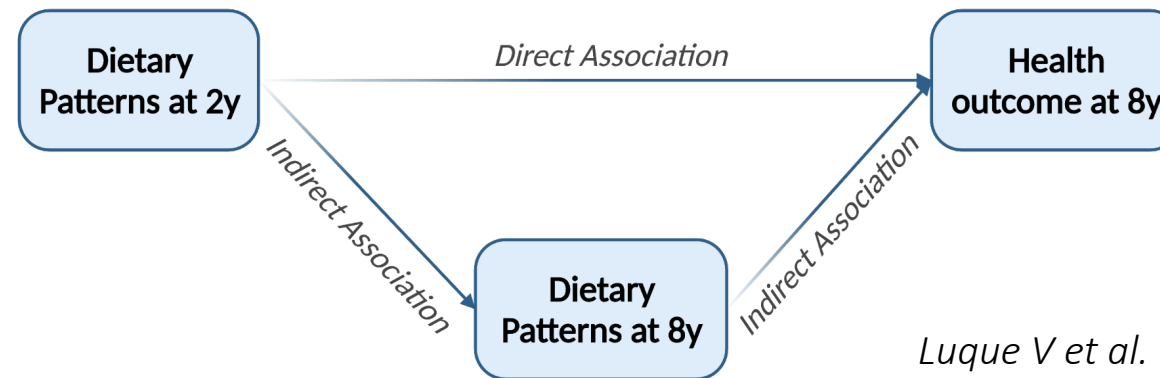 Dietary
Patterns at 2y
Direct Association
Health
outcome at 8y
Indirect Association
Indirect Association
Dietary
Patterns at 8y
Luque V et al.